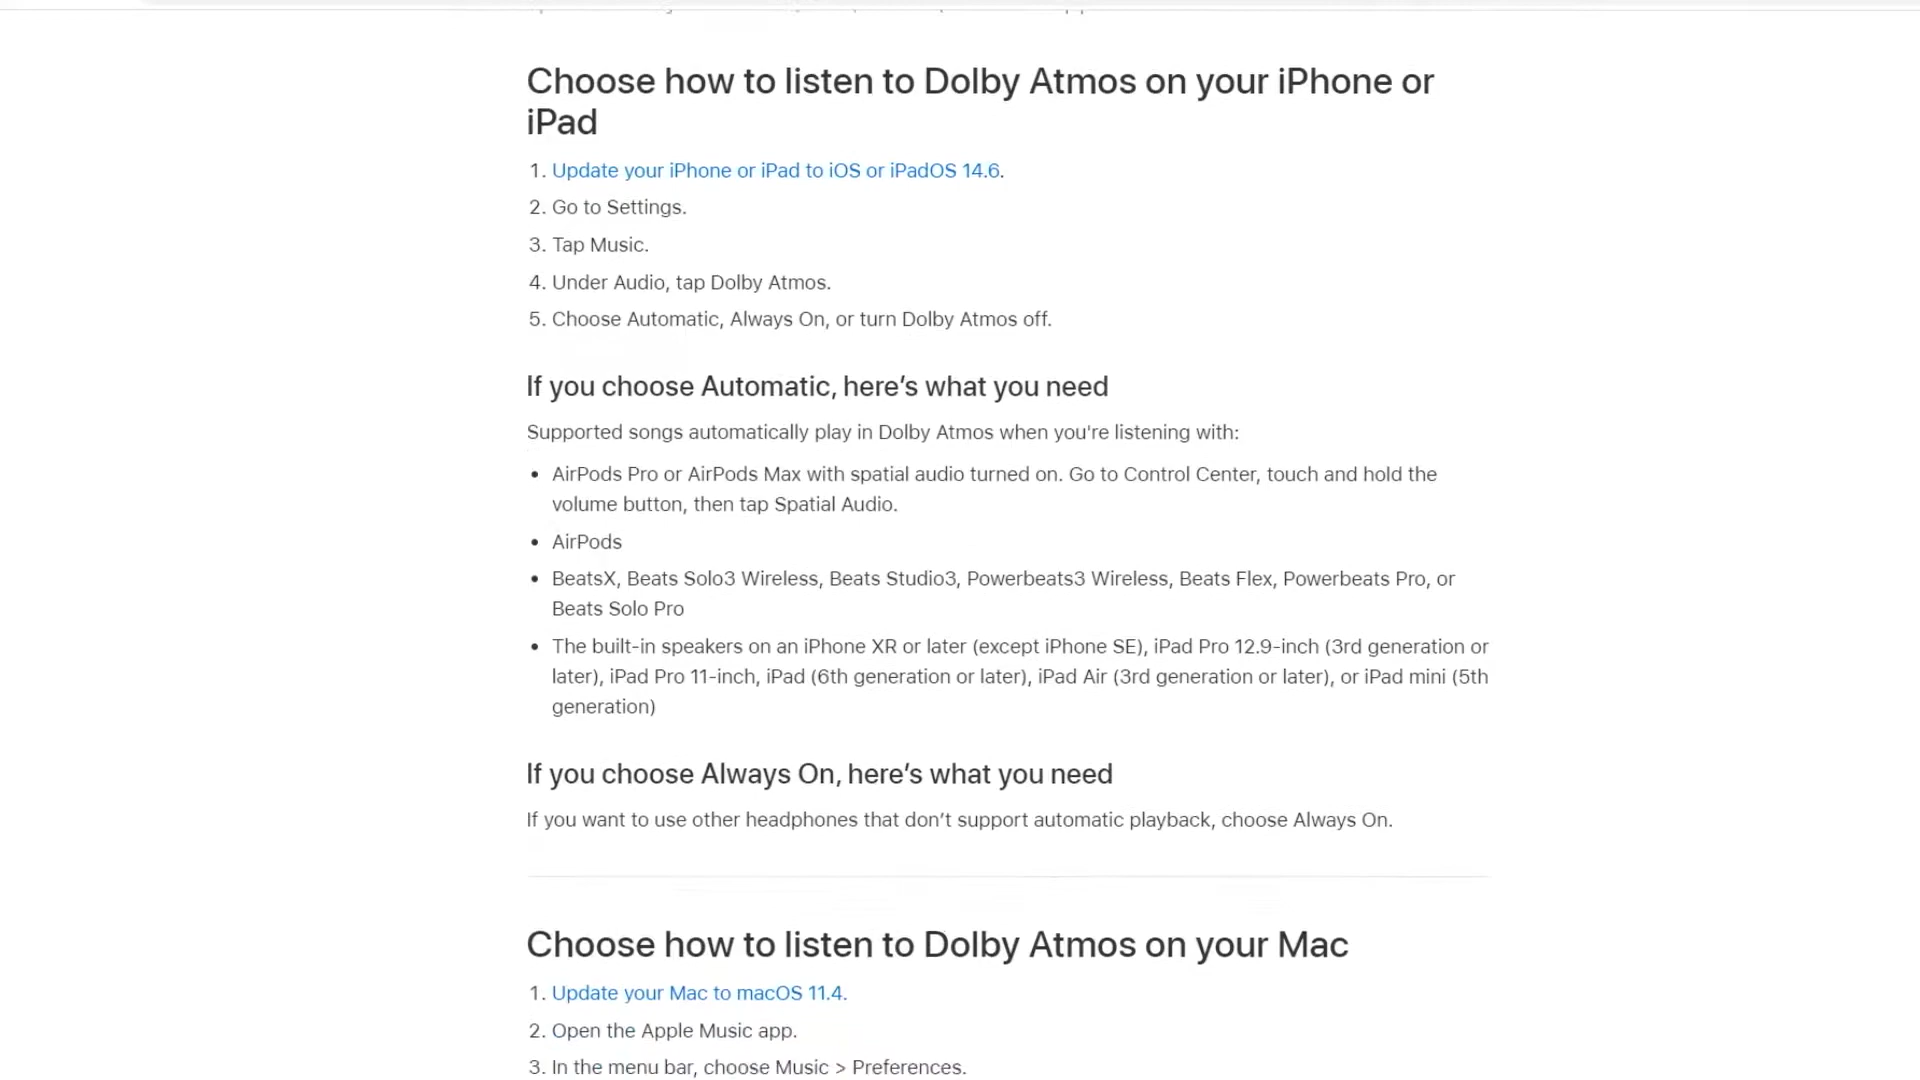 Choose how to listen to Dolby Atmos on your iPhone or
iPad
1. Update your iPhone or iPad to iOS or iPadOS 14.6.
2. Go to Settings.
3. Tap Music.
4. Under Audio, tap Dolby Atmos.
5. Choose Automatic, Always On, or turn Dolby Atmos off.
If you choose Automatic, here’s what you need
Supported songs automatically play in Dolby Atmos when you're listening with:
• AirPods Pro or AirPods Max with spatial audio turned on. Go to Control Center, touch and hold the
volume button, then tap Spatial Audio.
• AirPods
• BeatsX, Beats Solo3 Wireless, Beats Studio3, Powerbeats3 Wireless, Beats Flex, Powerbeats Pro, or
Beats Solo Pro
• The built-in speakers on an iPhone XR or later (except iPhone SE), iPad Pro 12.9-inch (3rd generation or
later), iPad Pro 11-inch, iPad (6th generation or later), iPad Air (3rd generation or later), or iPad mini (5th
generation)
If you choose Always On, here’s what you need
If you want to use other headphones that don’t support automatic playback, choose Always On.
Choose how to listen to Dolby Atmos on your Mac
1. Update your Mac to macOS 11.4.
2. Open the Apple Music app.
3. In the menu bar, choose Music > Preferences.